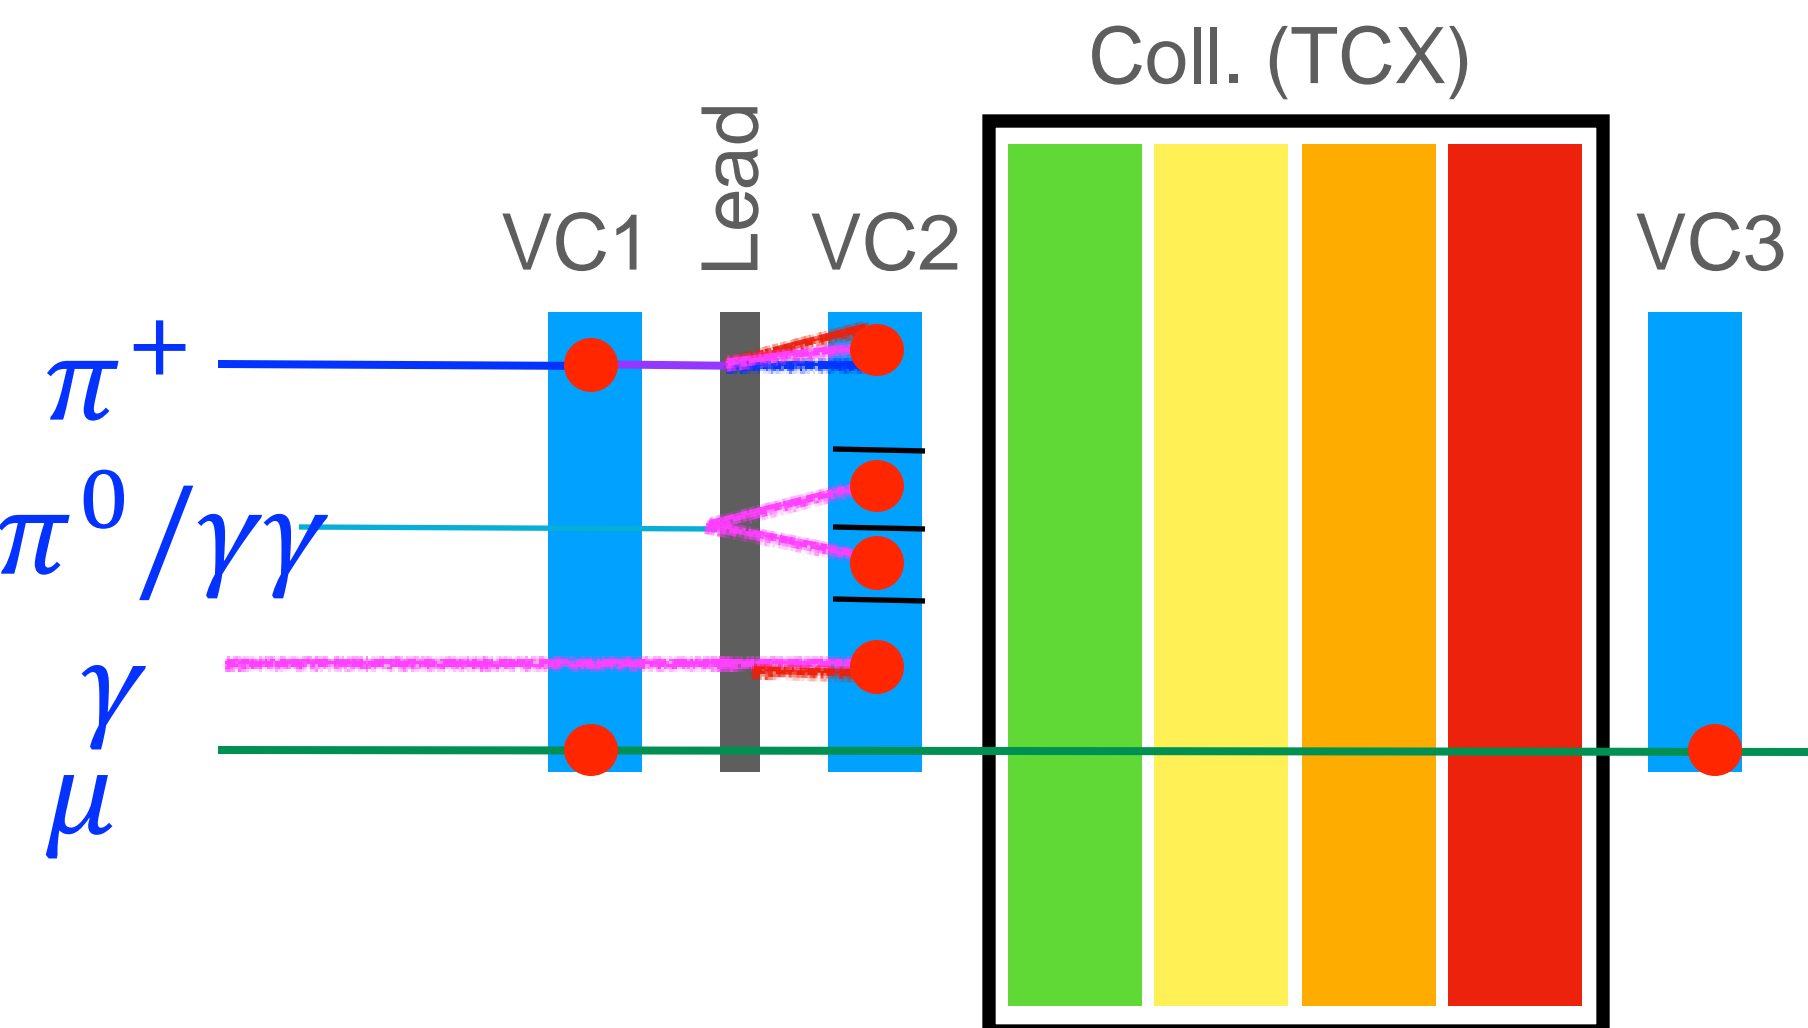 Coll. (TCX)
Lead
VC1
VC2
VC3
π⁺
π⁰/γγ
γ
μ